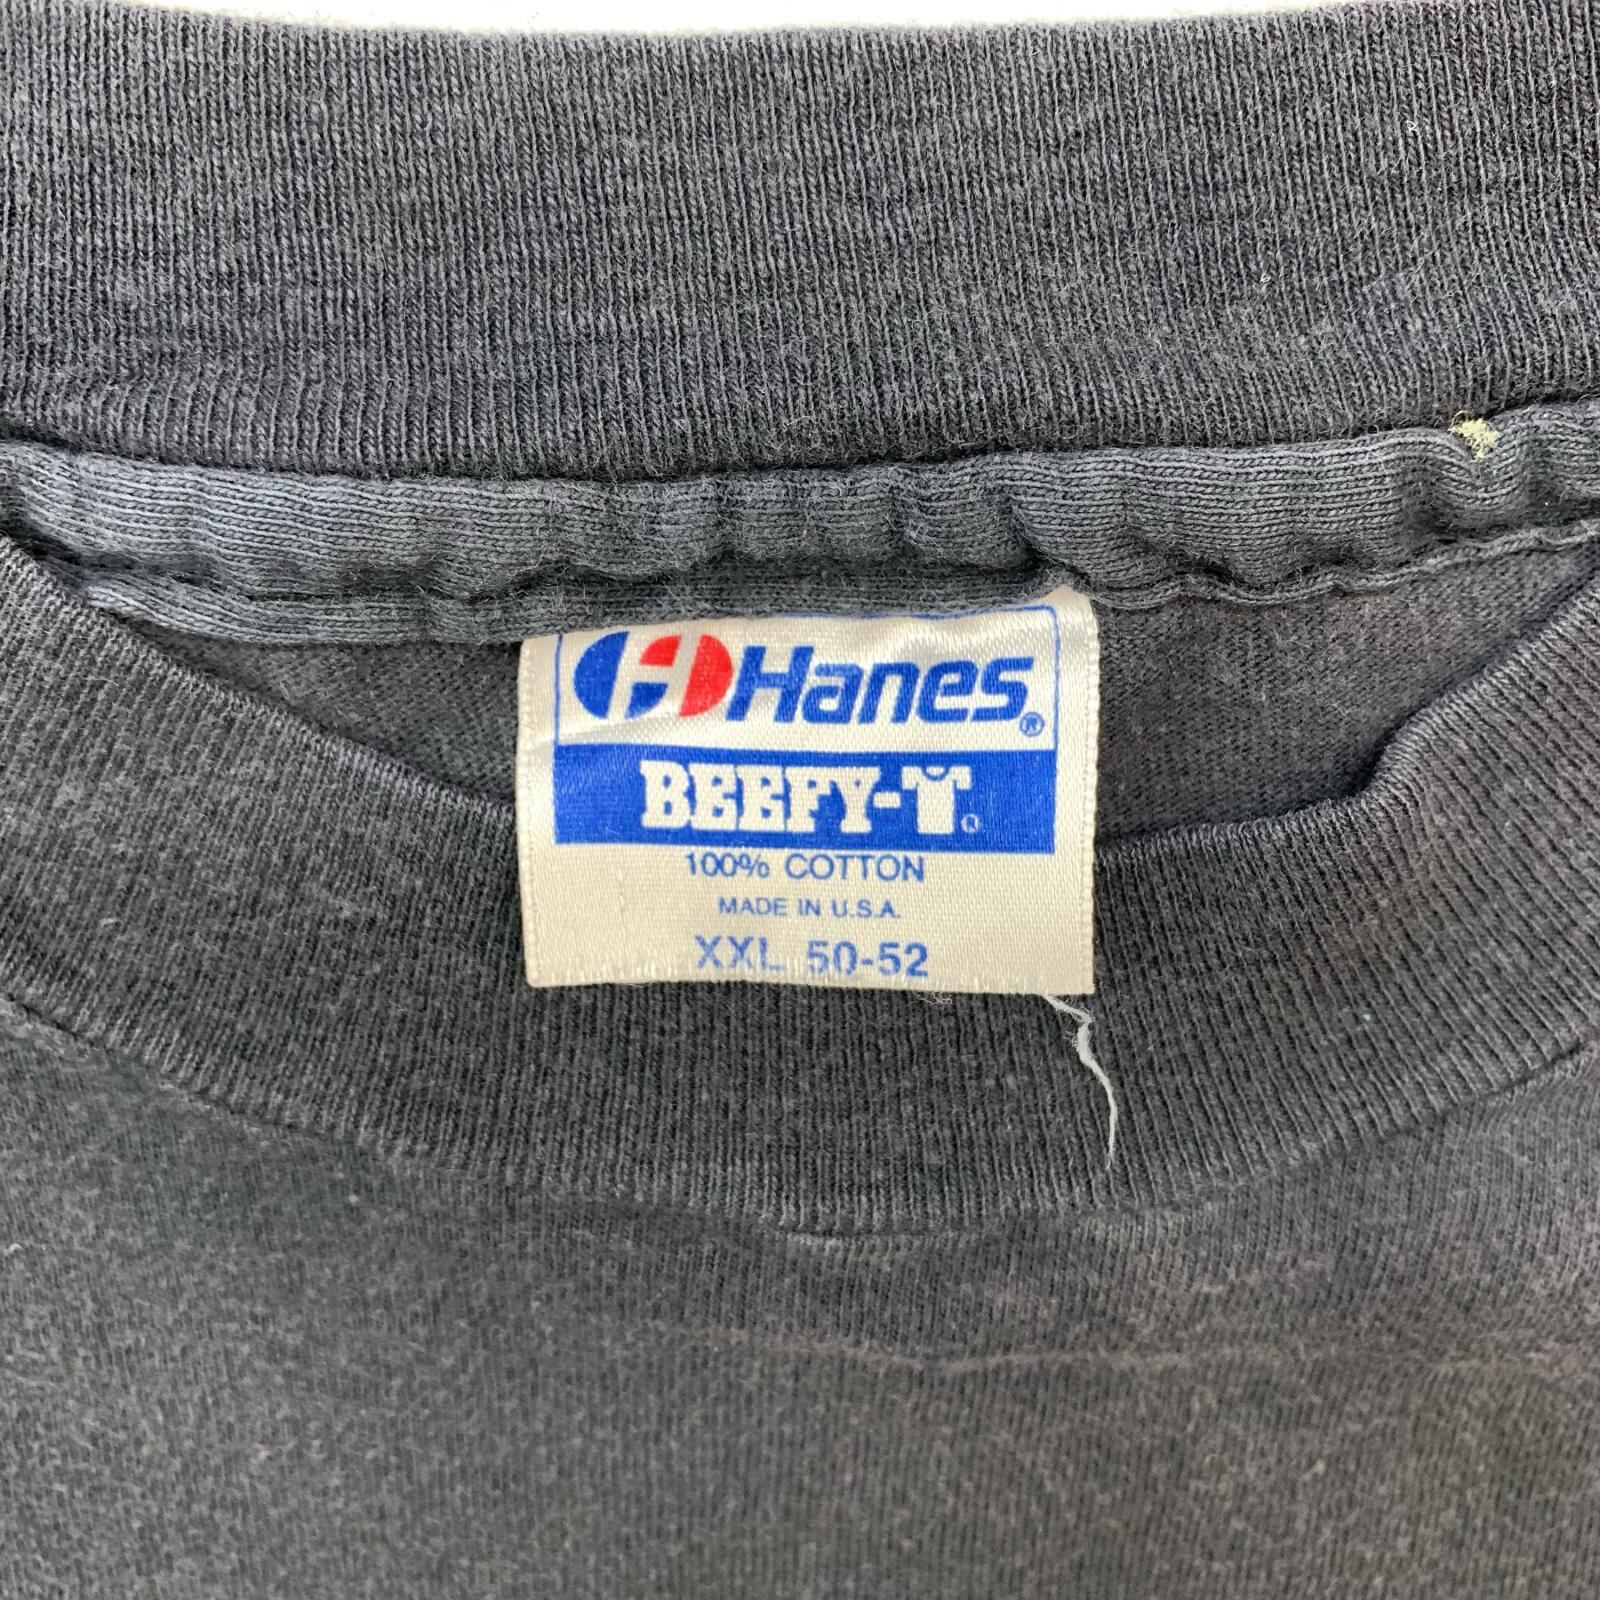 Hanes®
BEEFY-T®
100% COTTON
MADE IN U.S.A.
XXL 50-52